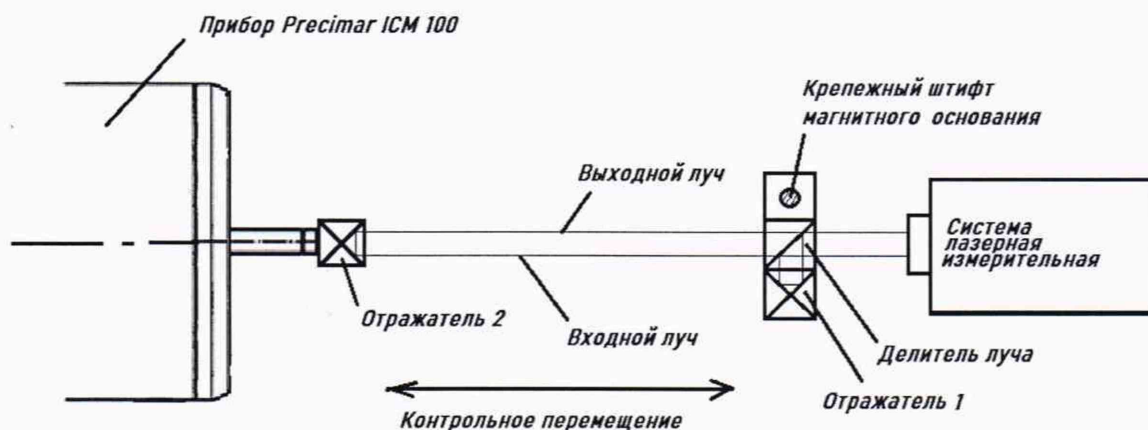 Прибор Precimar ICM 100
Крепежный штифт
магнитного основания
Выходной луч
Система
лазерная
измерительная
Отражатель 2
Входной луч
Делитель луча
Отражатель 1
Контрольное перемещение